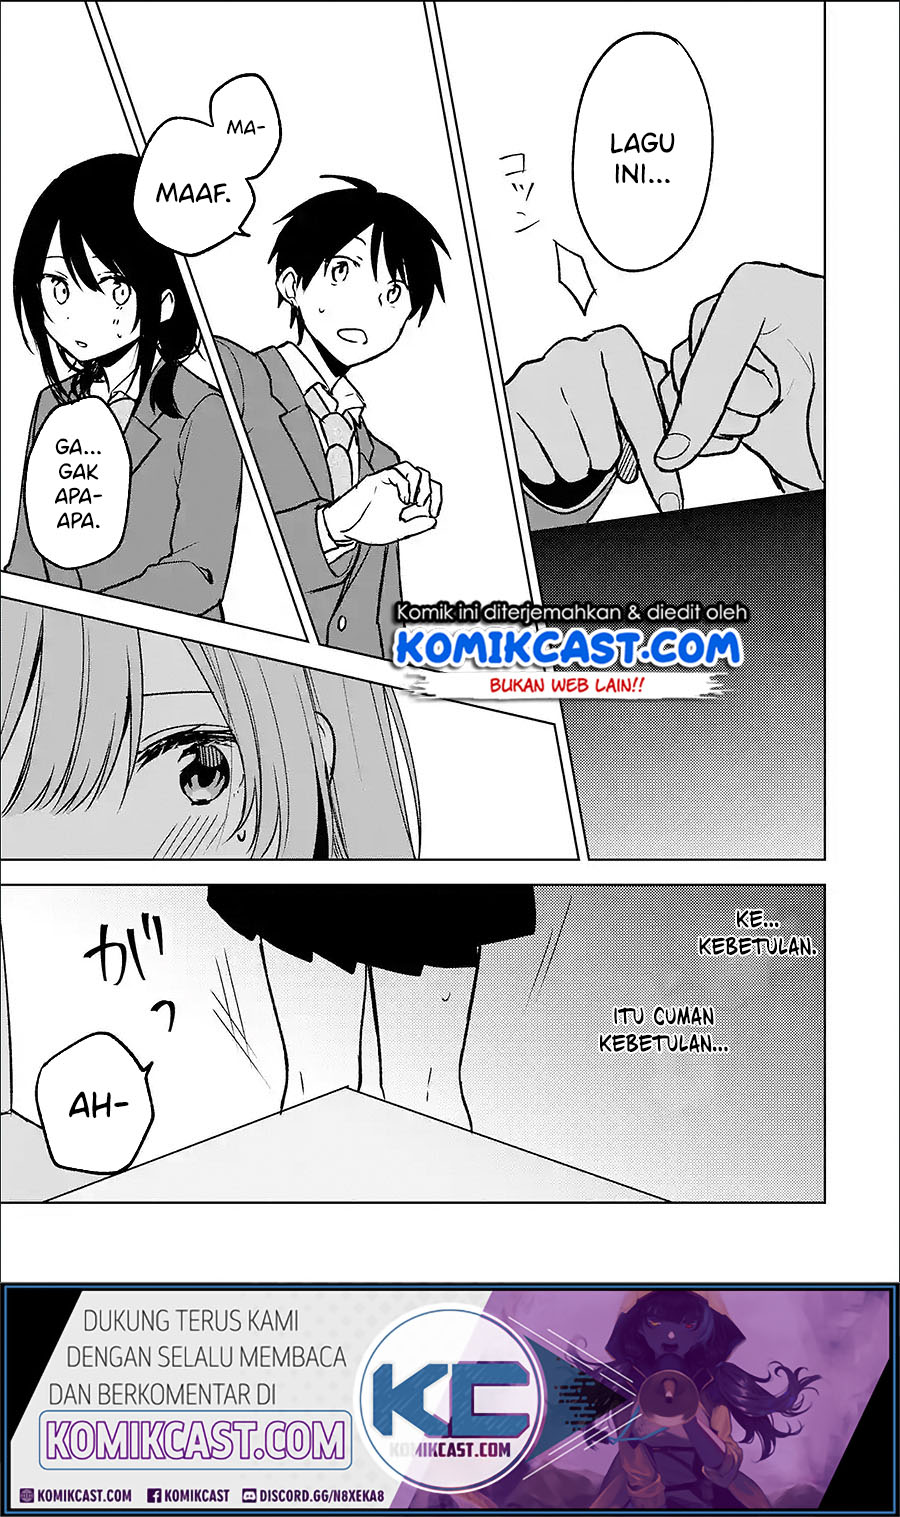 LAGU
INI...
コツン
MA-
MAAF.
GA...
GAK
APA-
APA.
Komik ini diterjemahkan & diedit oleh
KOMIKCAST.COM
BUKAN WEB LAIN!!
KE...
KEBETULAN.
ITU CUMAN
KEBETULAN...
ガタッ
AH-
DUKUNG TERUS KAMI
DENGAN SELALU MEMBACA
DAN BERKOMENTAR DI
KOMIKCAST.COM
KC
KOMIKCAST.COM
KOMIKCAST.COM
KOMIKCAST
DISCORD.GG/N8XEKA8